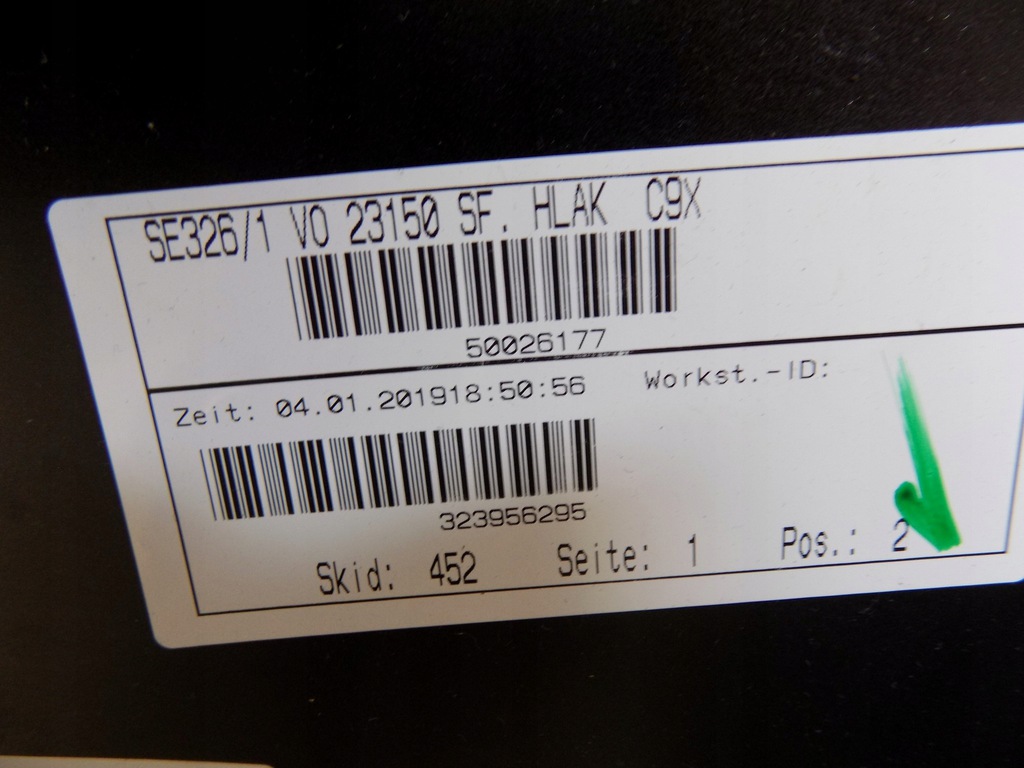 SE326/1 VO 23150 SF. HLAK C9X
50026177
Zeit: 04.01.201918:50:56 Workst.-ID:
323956295
Skid: 452 Seite: 1 Pos.: 2